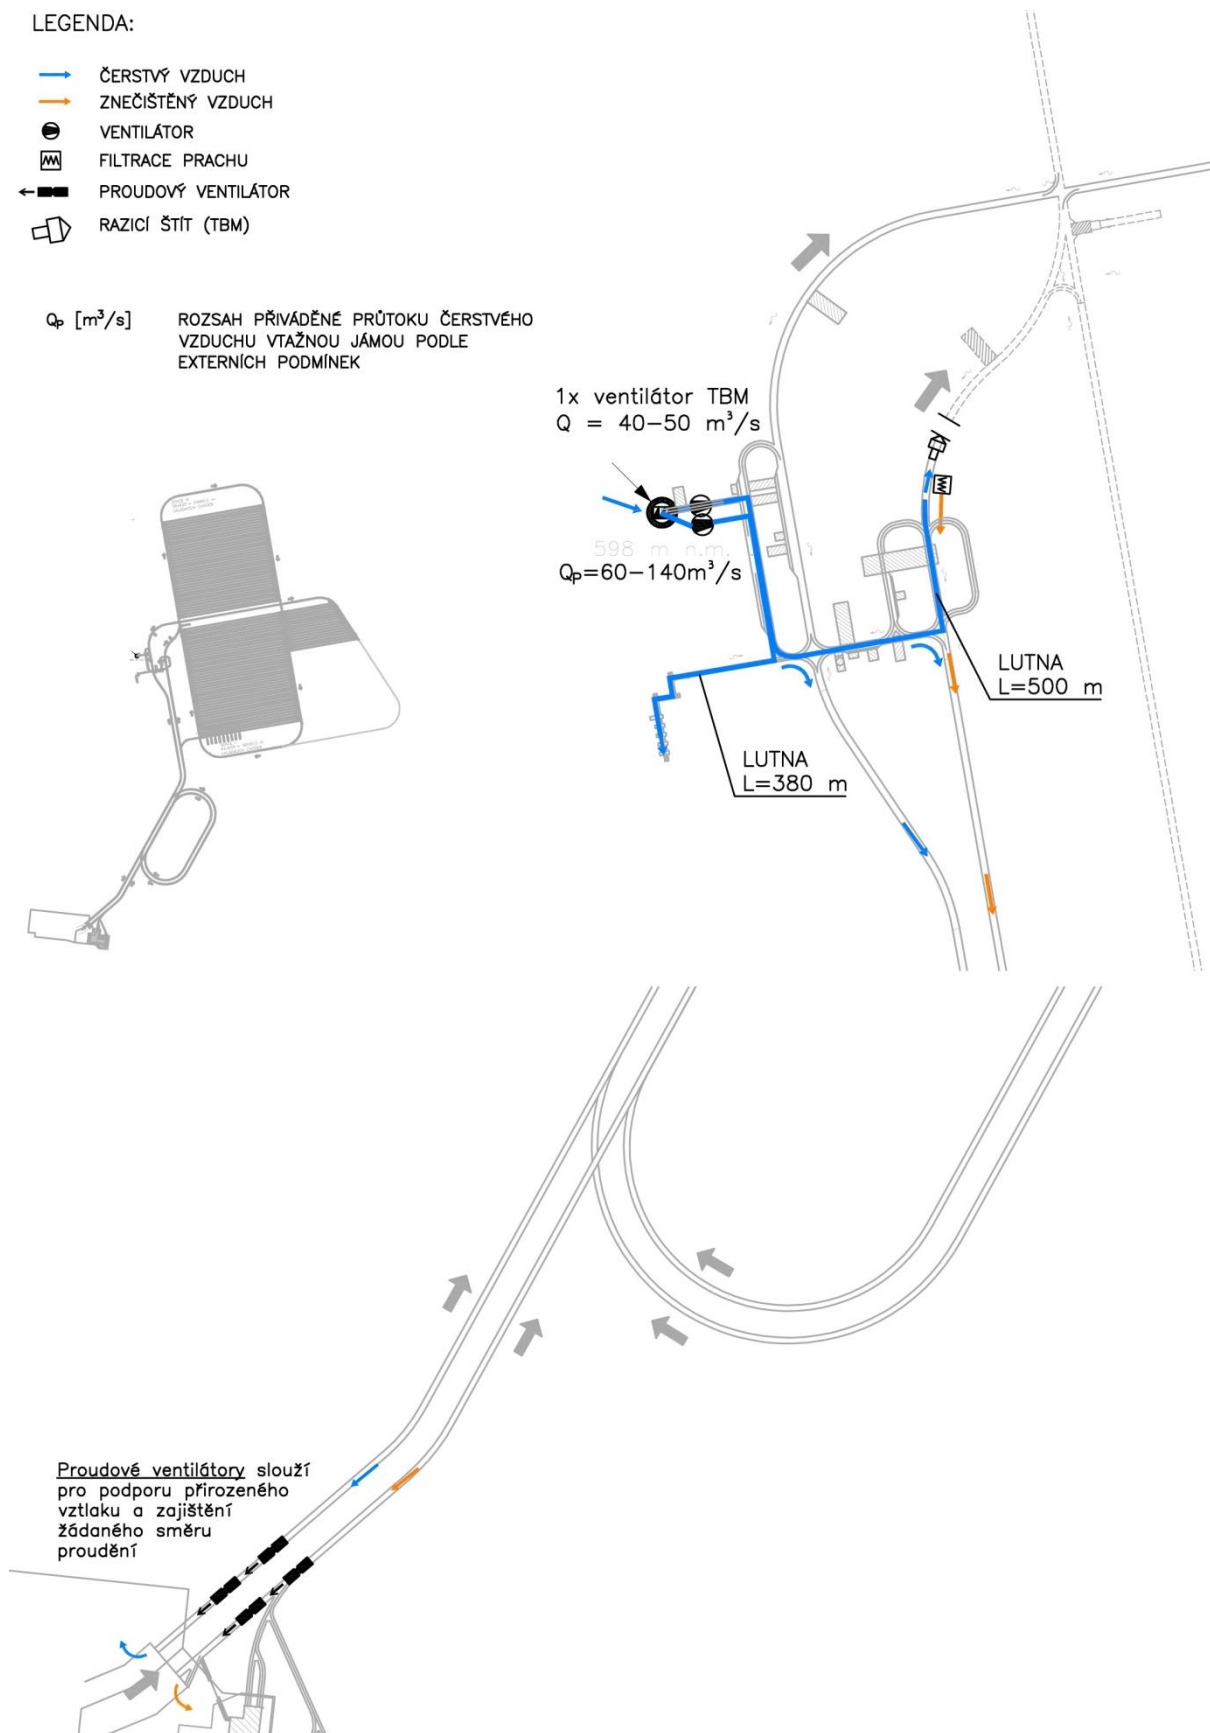 LEGENDA:
ČERSTVÝ VZDUCH
ZNEČIŠTĚNÝ VZDUCH
VENTILÁTOR
FILTRACE PRACHU
PROUDOVÝ VENTILÁTOR
RAZICÍ ŠTÍT (TBM)
Qₚ [m³/s]
ROZSAH PŘIVÁDĚNÉ PRŮTOKU ČERSTVÉHO
VZDUCHU VTAŽNOU JÁMOU PODLE
EXTERNÍCH PODMÍNEK
1x ventilátor TBM
Q = 40–50 m³/s
598 m n.m.
Qₚ=60–140m³/s
LUTNA
L=500 m
LUTNA
L=380 m
Proudové ventilátory slouží
pro podporu přirozeného
vztlaku a zajištění
žádaného směru
proudění